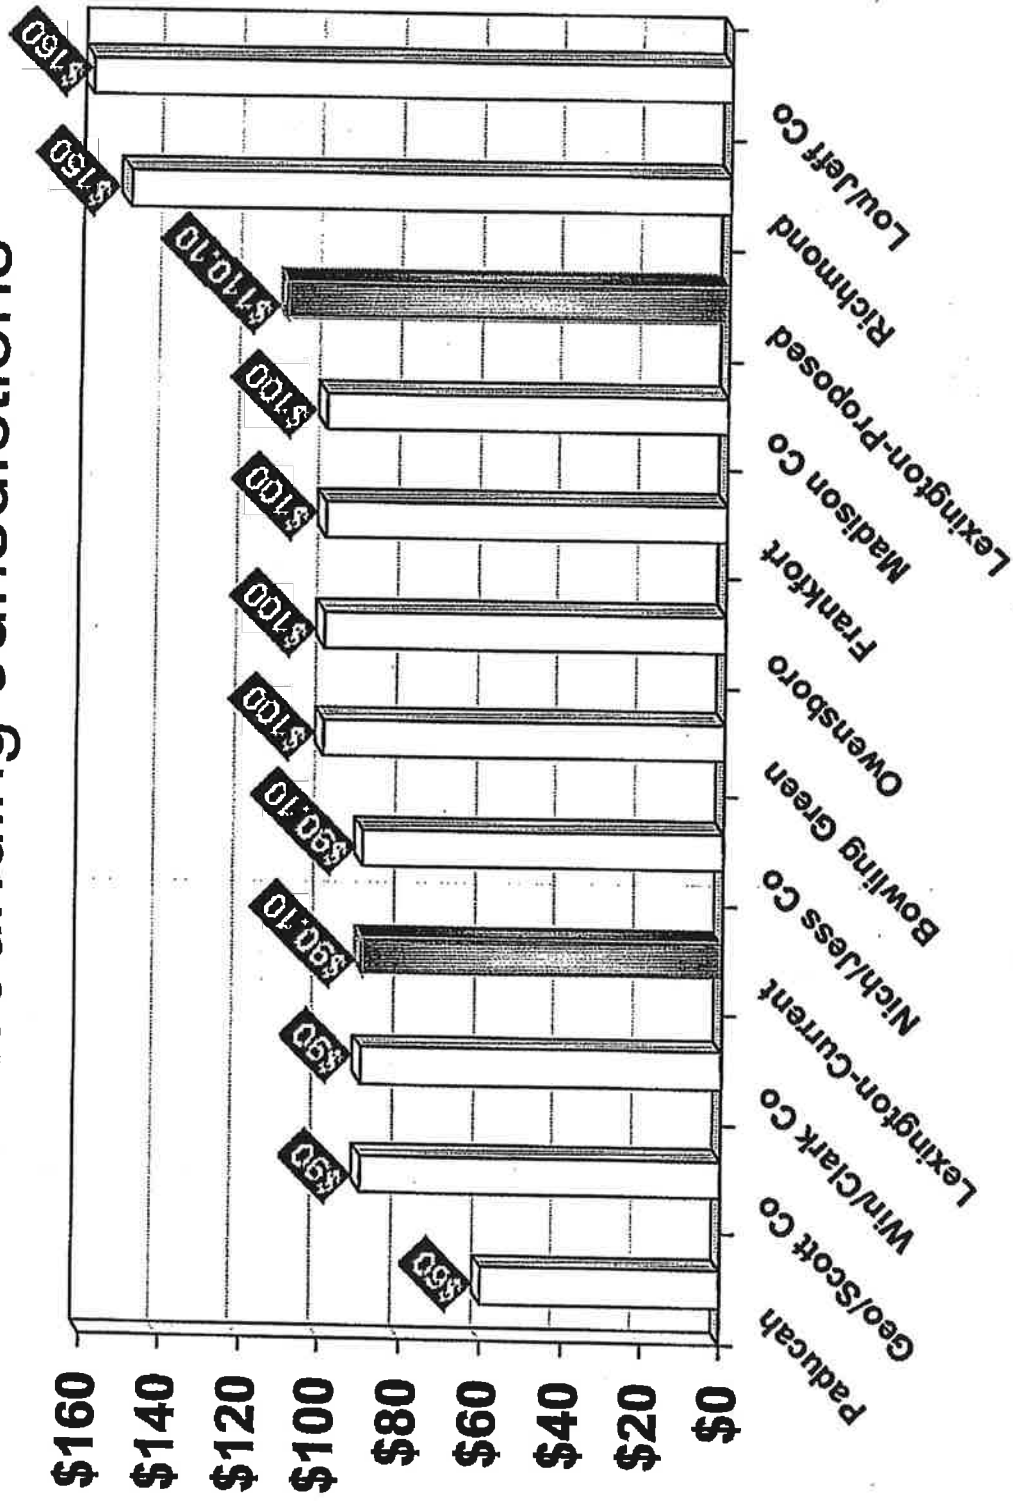 Jurisdictions
$160
$140
$120
$100
$80
$60
$40
$20
$0
$60
$90
$90
$90.10
$90.10
$100
$100
$100
$100
$110.10
$150
$160
Paducah
Geo/Scott Co
Win/Clark Co
Lexington-Current
Nich/Jess Co
Bowling Green
Owensboro
Frankfort
Madison Co
Lexington-Proposed
Richmond
Lou/Jeff Co